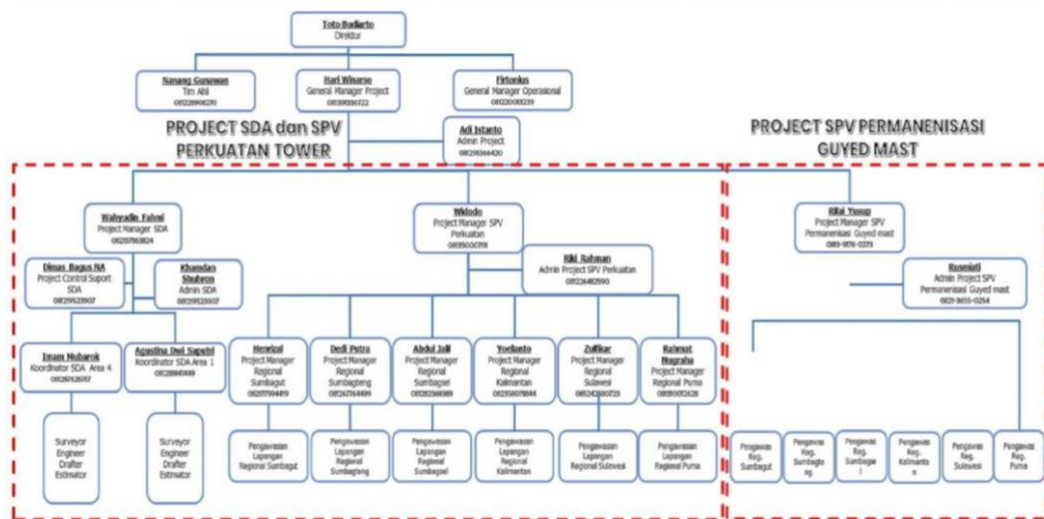 Toto Budiarto
Direktur
Nanang Gunawan
Tim Ahli
Hari Winarso
General Manager Project
Firtonius
General Manager Operasional
PROJECT SDA dan SPV
PERKUATAN TOWER
Adi Istanto
Admin Project
PROJECT SPV PERMANENISASI
GUYED MAST
Wahyudin Fahmi
Project Manager SDA
Widodo
Project Manager SPV
Perkuatan
Rifai Yusup
Project Manager SPV
Permanenisasi Guyed mast
Dimas Bagus NA
Project Control Suport
SDA
Khamdan
Shuhron
Admin SDA
Riki Rahman
Admin Project SPV Perkuatan
Rusmiati
Admin Project SPV
Permanenisasi Guyed mast
Imam Mubarok
Koordinator SDA Area 4
Agustina Dwi Saputri
Koordinator SDA Area 1
Henrizal
Project Manager
Regional
Sumbagut
Dedi Putra
Project Manager
Regional
Sumbagteng
Abdul Jalil
Project Manager
Regional
Sumbagsel
Yoelianto
Project Manager
Regional
Kalimantan
Zulfikar
Project Manager
Regional
Sulawesi
Rahmat
Nugraha
Project Manager
Regional Puma
Surveyor
Engineer
Drafter
Estimator
Surveyor
Engineer
Drafter
Estimator
Pengawasan
Lapangan
Regional Sumbagut
Pengawasan
Lapangan
Regional
Sumbagteng
Pengawasan
Lapangan
Regional
Sumbagsel
Pengawasan
Lapangan
Regional
Kalimantan
Pengawasan
Lapangan
Regional Sulawesi
Pengawasan
Lapangan
Regional Puma
Pengawas
Reg.
Sumbagut
Pengawas
Reg.
Sumbagte
ng
Pengawas
Reg.
Sumbagse
l
Pengawas
Reg.
Kalimanta
n
Pengawas
Reg.
Sulawesi
Pengawas
Reg.
Puma